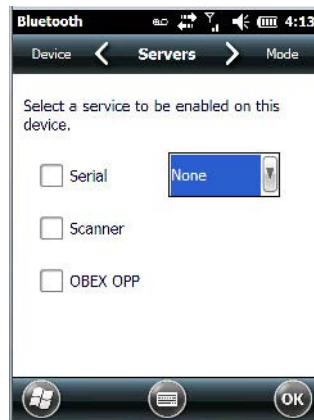 Bluetooth 4:13
Device Servers Mode
Select a service to be enabled on this
device.
Serial None
Scanner
OBEX OPP
OK